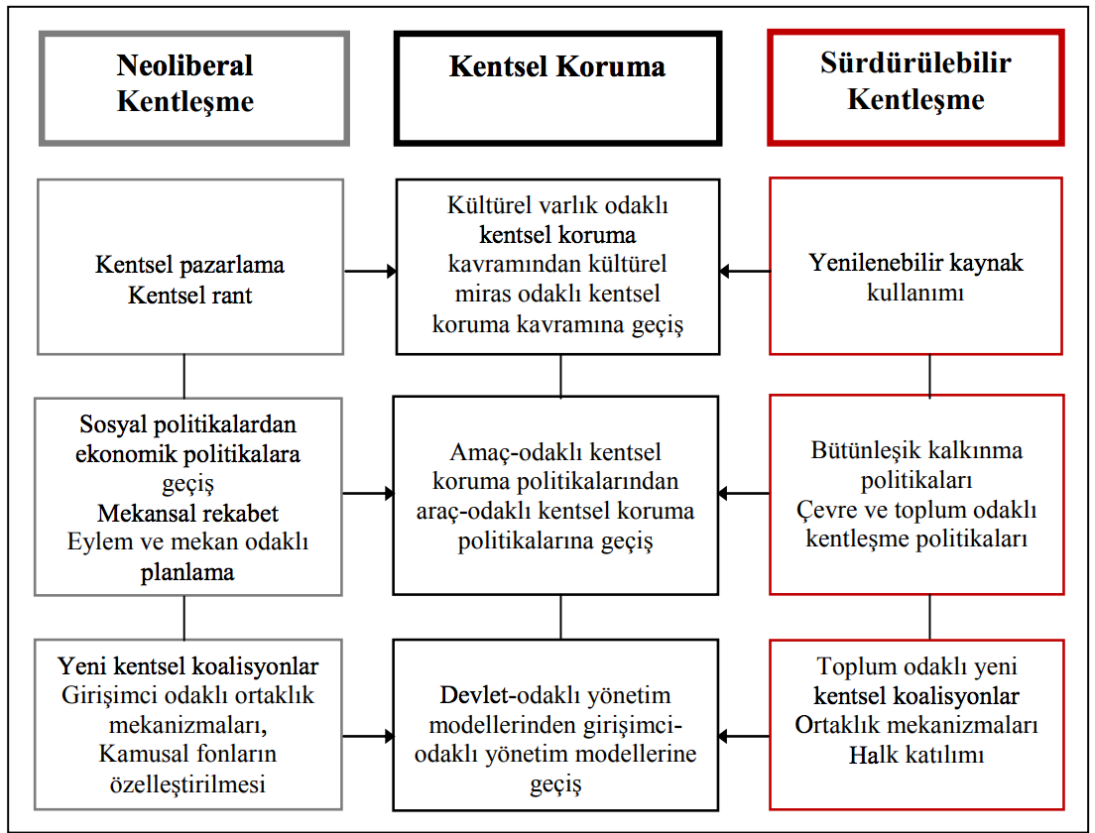 Neoliberal
Kentleşme
Kentsel Koruma
Sürdürülebilir
Kentleşme
Kentsel pazarlama
Kentsel rant
Kültürel varlık odaklı
kentsel koruma
kavramından kültürel
miras odaklı kentsel
koruma kavramına geçiş
Yenilenebilir kaynak
kullanımı
Sosyal politikalardan
ekonomik politikalara
geçiş
Mekansal rekabet
Eylem ve mekan odaklı
planlama
Amaç-odaklı kentsel
koruma politikalarından
araç-odaklı kentsel koruma
politikalarına geçiş
Bütünleşik kalkınma
politikaları
Çevre ve toplum odaklı
kentleşme politikaları
Yeni kentsel koalisyonlar
Girişimci odaklı ortaklık
mekanizmaları,
Kamusal fonların
özelleştirilmesi
Devlet-odaklı yönetim
modellerinden girişimci-
odaklı yönetim modellerine
geçiş
Toplum odaklı yeni
kentsel koalisyonlar
Ortaklık mekanizmaları
Halk katılımı